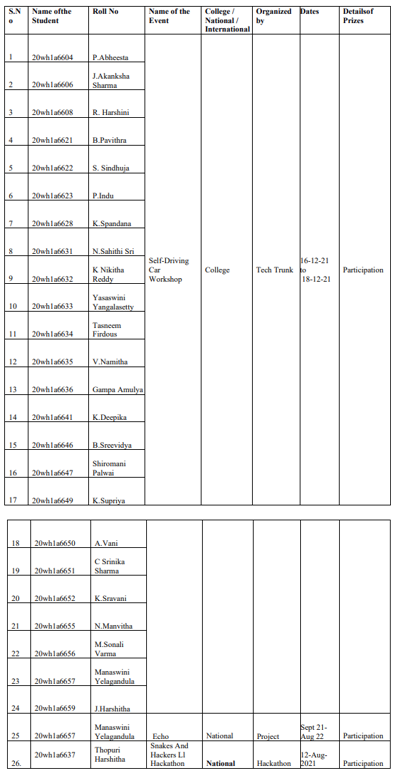 S.N
o
Name ofthe
Student
Roll No
Name of the
Event
College /
National /
International
Organized
by
Dates
Detailsof
Prizes
1 20wh1a6604 P.Abheesta
2 20wh1a6606 J.Akanksha
Sharma
3 20wh1a6608 R. Harshini
4 20wh1a6621 B.Pavithra
5 20wh1a6622 S. Sindhuja
6 20wh1a6623 P.Indu
7 20wh1a6628 K.Spandana
8 20wh1a6631 N.Sahithi Sri
9 20wh1a6632 K Nikitha
Reddy
Self-Driving
Car
Workshop
College
Tech Trunk
16-12-21
to
18-12-21
Participation
10 20wh1a6633 Yasaswini
Yangalasetty
11 20wh1a6634 Tasneem
Firdous
12 20wh1a6635 V.Namitha
13 20wh1a6636 Gampa Amulya
14 20wh1a6641 K.Deepika
15 20wh1a6646 B.Sreevidya
16 20wh1a6647 Shiromani
Palwai
17 20wh1a6649 K.Supriya
18 20wh1a6650 A.Vani
19 20wh1a6651 C Srinika
Sharma
20 20wh1a6652 K.Sravani
21 20wh1a6655 N.Manvitha
22 20wh1a6656 M.Sonali
Varma
23 20wh1a6657 Manaswini
Yelagandula
24 20wh1a6659 J.Harshitha
25 20wh1a6657 Manaswini
Yelagandula
Echo
National
Project
Sept 21-
Aug 22
Participation
26. 20wh1a6637 Thopuri
Harshitha
Snakes And
Hackers L1
Hackathon
National
Hackathon
12-Aug-
2021
Participation